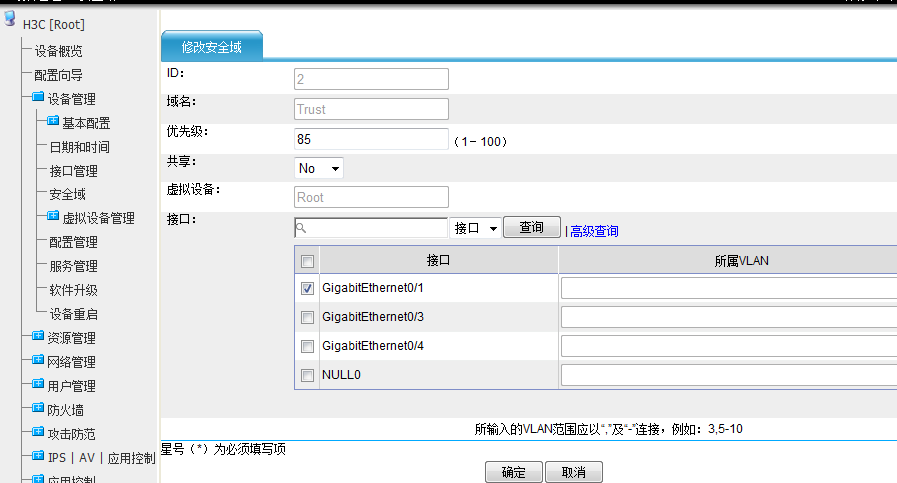 H3C [Root]
设备概览
配置向导
设备管理
基本配置
日期和时间
接口管理
安全域
虚拟设备管理
配置管理
服务管理
软件升级
设备重启
资源管理
网络管理
用户管理
防火墙
攻击防范
IPS | AV | 应用控制
应用控制
修改安全域
ID： 2
域名： Trust
优先级： 85 （1－100）
共享： No
虚拟设备： Root
接口： 接口 查询 | 高级查询
接口 所属VLAN
GigabitEthernet0/1
GigabitEthernet0/3
GigabitEthernet0/4
NULL0
所输入的VLAN范围应以“,”及“-”连接，例如：3,5-10
星号（*）为必须填写项
确定 取消